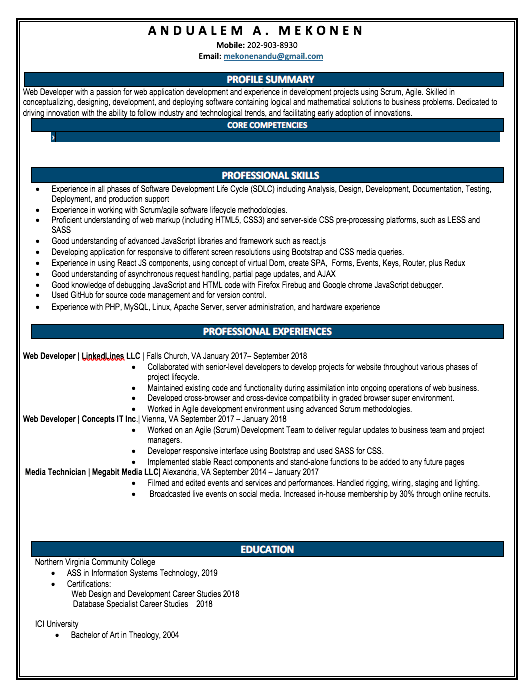 ANDUALEM A. MEKONEN
Mobile: 202-903-8930
Email: mekonenandu@gmail.com
PROFILE SUMMARY
Web Developer with a passion for web application development and experience in development projects using Scrum, Agile. Skilled in
conceptualizing, designing, development, and deploying software containing logical and mathematical solutions to business problems. Dedicated to
driving innovation with the ability to follow industry and technological trends, and facilitating early adoption of innovations.
CORE COMPETENCIES
PROFESSIONAL SKILLS
• Experience in all phases of Software Development Life Cycle (SDLC) including Analysis, Design, Development, Documentation, Testing,
Deployment, and production support
• Experience in working with Scrum/agile software lifecycle methodologies.
• Proficient understanding of web markup (including HTML5, CSS3) and server-side CSS pre-processing platforms, such as LESS and
SASS
• Good understanding of advanced JavaScript libraries and framework such as react.js
• Developing application for responsive to different screen resolutions using Bootstrap and CSS media queries.
• Experience in using React JS components, using concept of virtual Dom, create SPA, Forms, Events, Keys, Router, plus Redux
• Good understanding of asynchronous request handling, partial page updates, and AJAX
• Good knowledge of debugging JavaScript and HTML code with Firefox Firebug and Google chrome JavaScript debugger.
• Used GitHub for source code management and for version control.
• Experience with PHP, MySQL, Linux, Apache Server, server administration, and hardware experience
PROFESSIONAL EXPERIENCES
Web Developer | LinkedLines LLC | Falls Church, VA January 2017– September 2018
• Collaborated with senior-level developers to develop projects for website throughout various phases of
project lifecycle.
• Maintained existing code and functionality during assimilation into ongoing operations of web business.
• Developed cross-browser and cross-device compatibility in graded browser super environment.
• Worked in Agile development environment using advanced Scrum methodologies.
Web Developer | Concepts IT Inc.| Vienna, VA September 2017 – January 2018
• Worked on an Agile (Scrum) Development Team to deliver regular updates to business team and project
managers.
• Developer responsive interface using Bootstrap and used SASS for CSS.
• Implemented stable React components and stand-alone functions to be added to any future pages
Media Technician | Megabit Media LLC| Alexandria, VA September 2014 – January 2017
• Filmed and edited events and services and performances. Handled rigging, wiring, staging and lighting.
• Broadcasted live events on social media. Increased in-house membership by 30% through online recruits.
EDUCATION
Northern Virginia Community College
• ASS in Information Systems Technology, 2019
• Certifications:
Web Design and Development Career Studies 2018
Database Specialist Career Studies 2018
ICI University
• Bachelor of Art in Theology, 2004